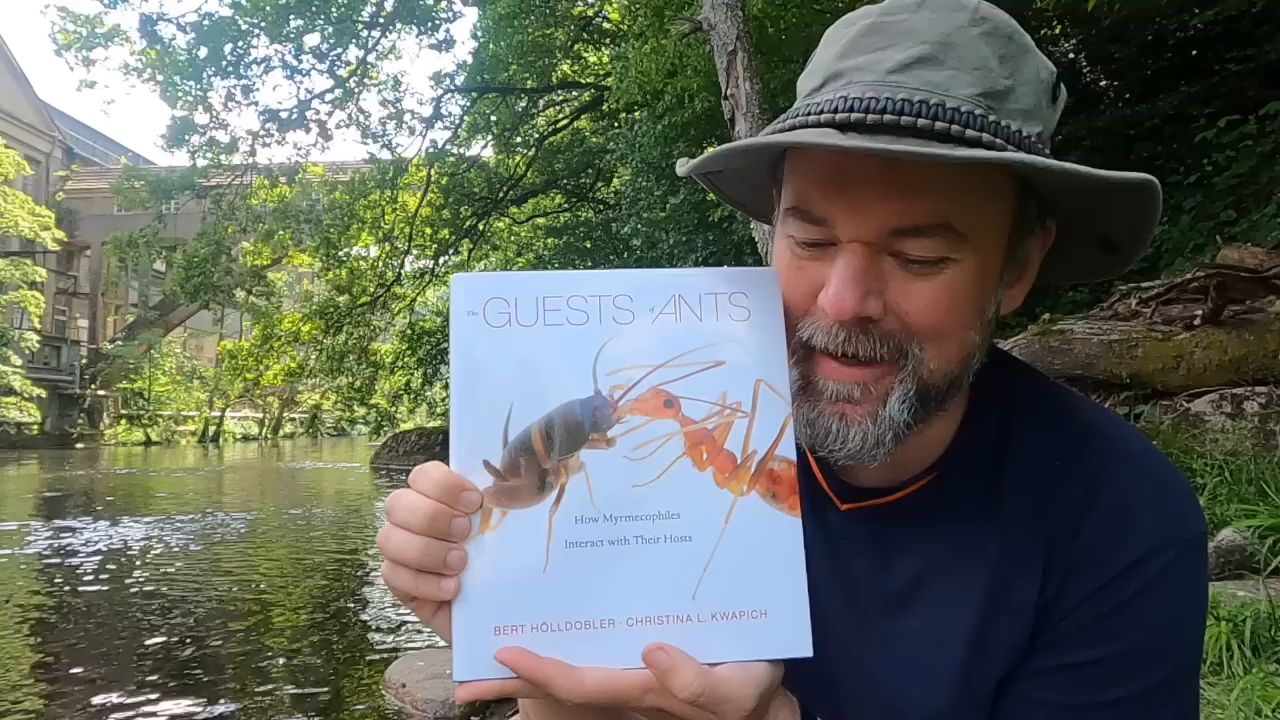 The GUESTS of ANTS
How Myrmecophiles
Interact with Their Hosts
BERT HÖLLDOBLER · CHRISTINA L. KWAPICH